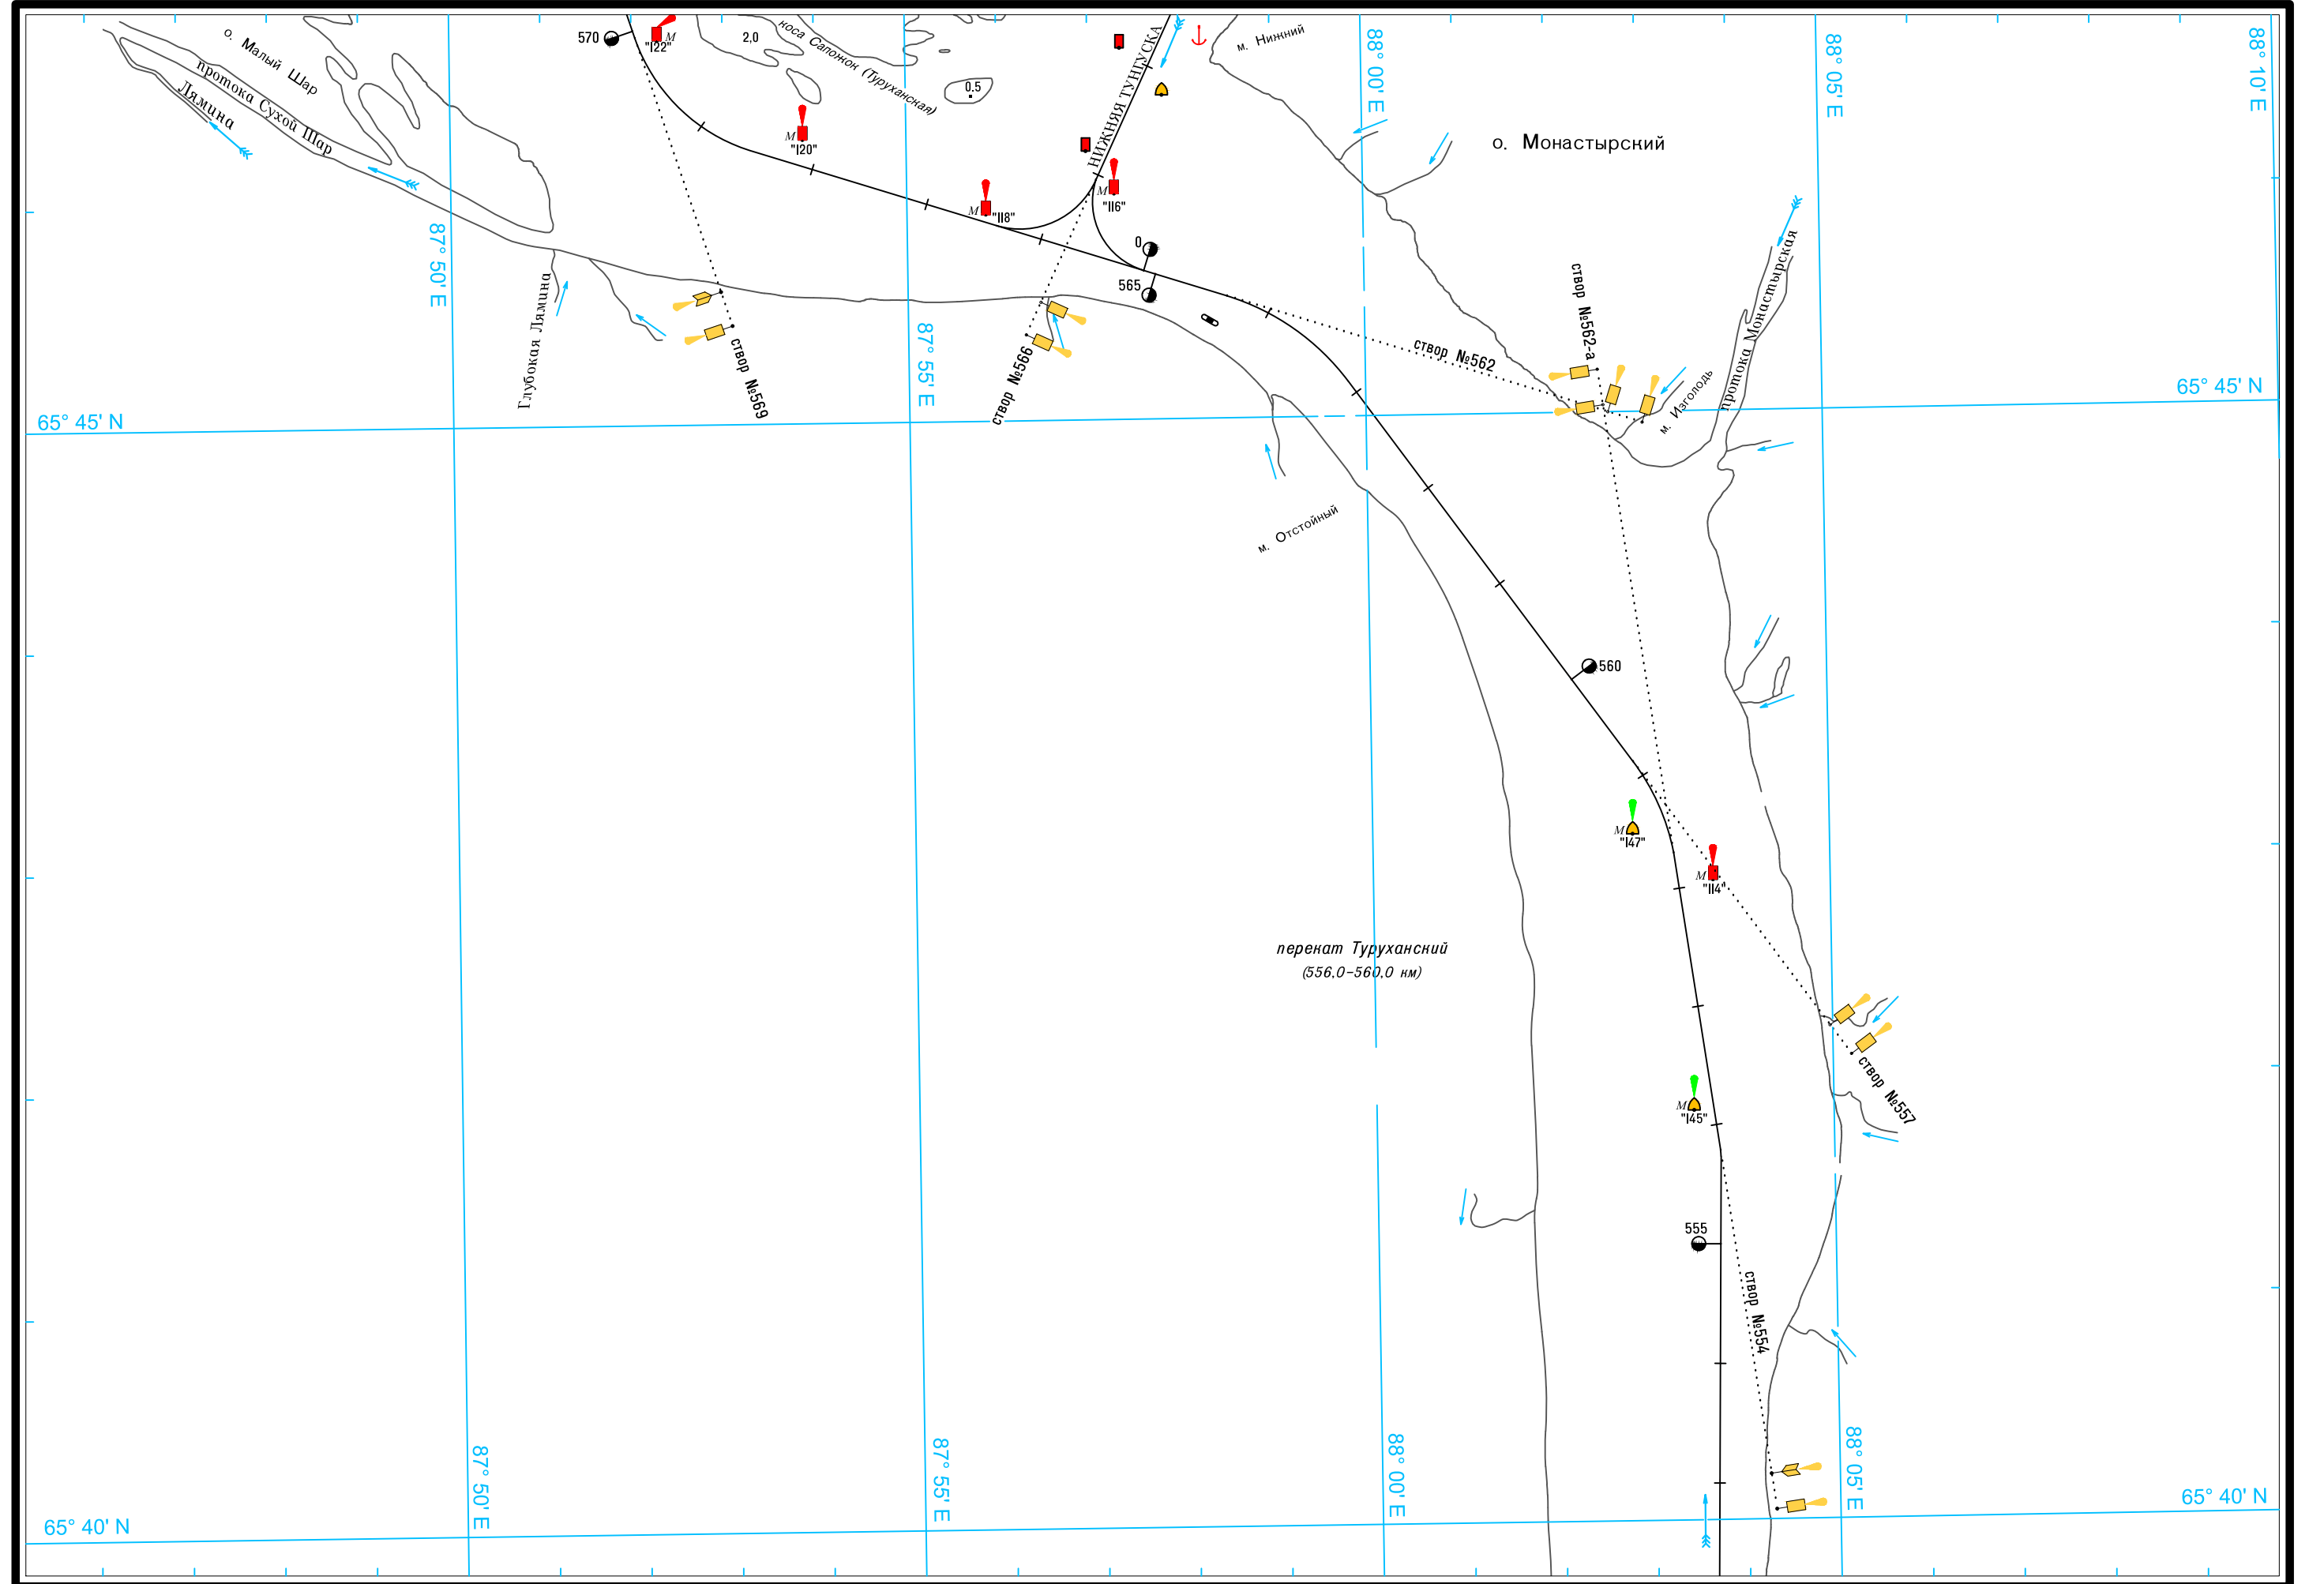 570
М
"122"
2,0
коса Сапожок (Туруханская)
0.5
НИЖНЯЯ ТУНГУСКА
м. Нижний
88° 00' E
88° 05' E
88° 10' E
о. Малый Шар
протока Сухой Шар
Лямина
М
"120"
М
"118"
М
"116"
о. Монастырский
протока Монастырская
87° 50' E
Глубокая Лямина
створ №569
0
565
87° 55' E
створ №566
створ №562
створ №562-а
м. Изголодь
65° 45' N
65° 45' N
м. Отстойный
560
М
"147"
М
"114"
перекат Туруханский
(556,0-560,0 км)
М
"145"
створ №557
555
створ №554
87° 50' E
87° 55' E
88° 00' E
88° 05' E
65° 40' N
65° 40' N